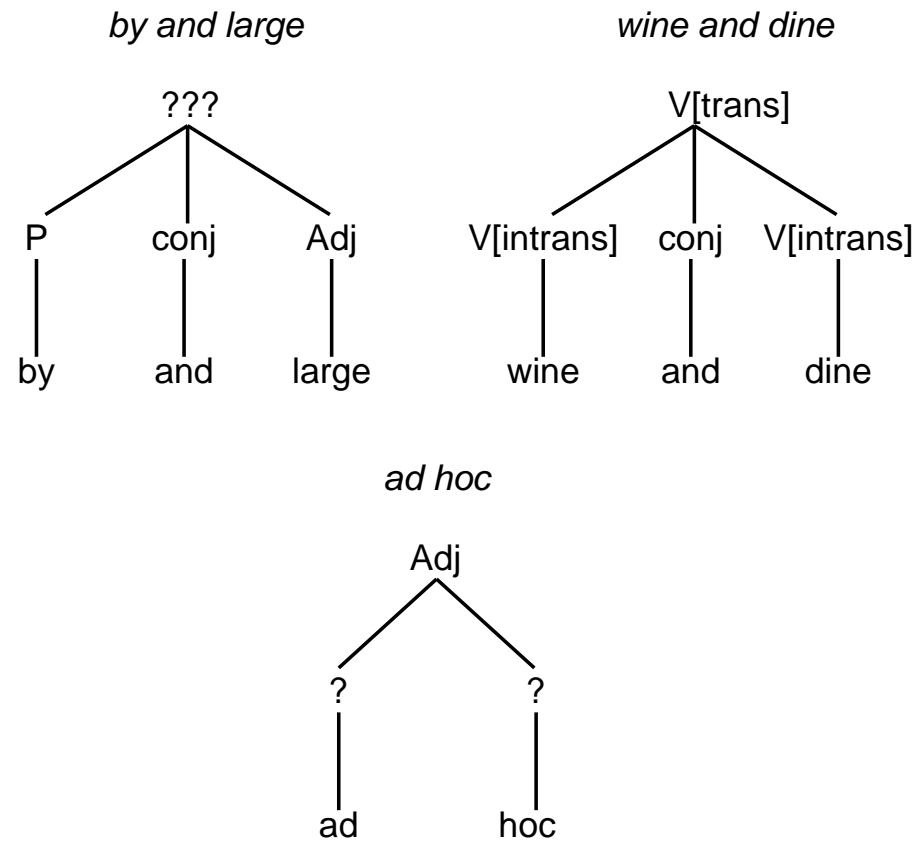 by and large wine and dine
??? V[trans]
P conj Adj V[intrans] conj V[intrans]
by and large wine and dine
ad hoc
Adj
? ?
ad hoc